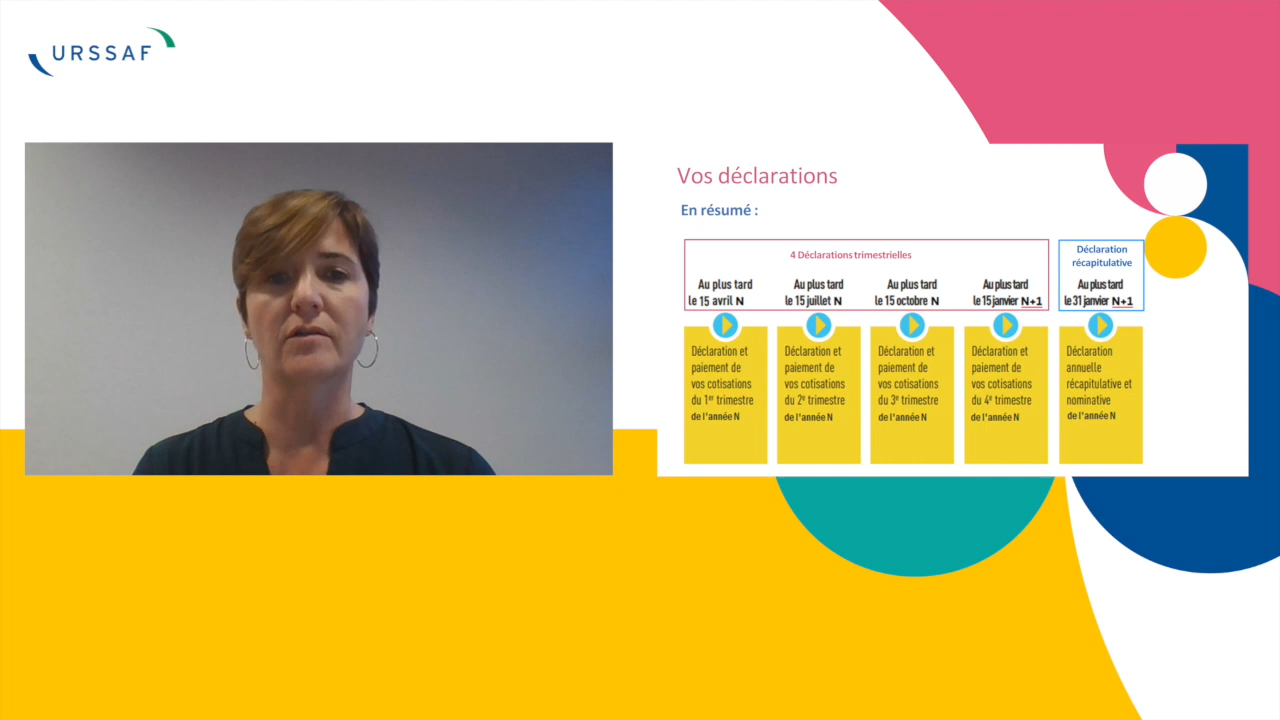 URSSAF
Vos déclarations
En résumé :
4 Déclarations trimestrielles
Au plus tard
le 15 avril N
Au plus tard
le 15 juillet N
Au plus tard
le 15 octobre N
Au plus tard
le 15 janvier N+1
Déclaration
récapitulative
Au plus tard
le 31 janvier N+1
Déclaration et
paiement de
vos cotisations
du 1er trimestre
de l'année N
Déclaration et
paiement de
vos cotisations
du 2e trimestre
de l'année N
Déclaration et
paiement de
vos cotisations
du 3e trimestre
de l'année N
Déclaration et
paiement de
vos cotisations
du 4e trimestre
de l'année N
Déclaration
annuelle
récapitulative et
nominative
de l'année N